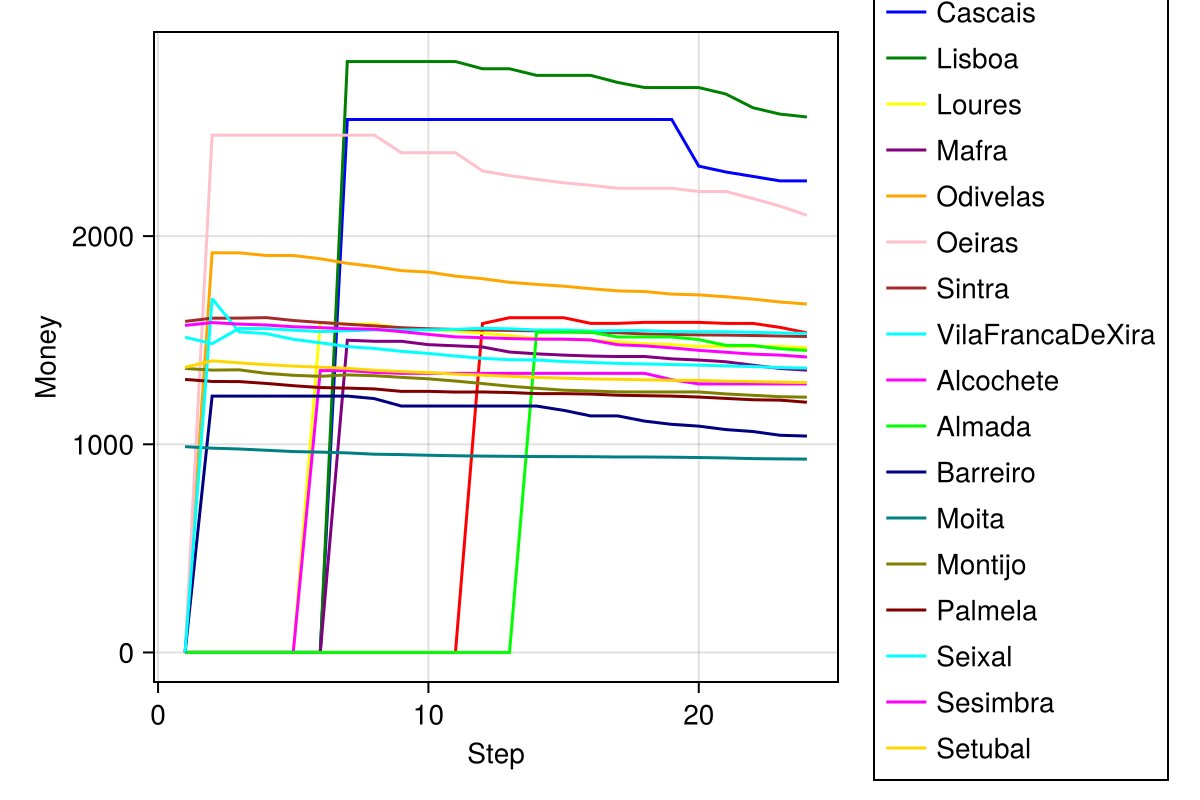 Money
2000
1000
0
0
10
20
Step
Cascais
Lisboa
Loures
Mafra
Odivelas
Oeiras
Sintra
VilaFrancaDeXira
Alcochete
Almada
Barreiro
Moita
Montijo
Palmela
Seixal
Sesimbra
Setubal